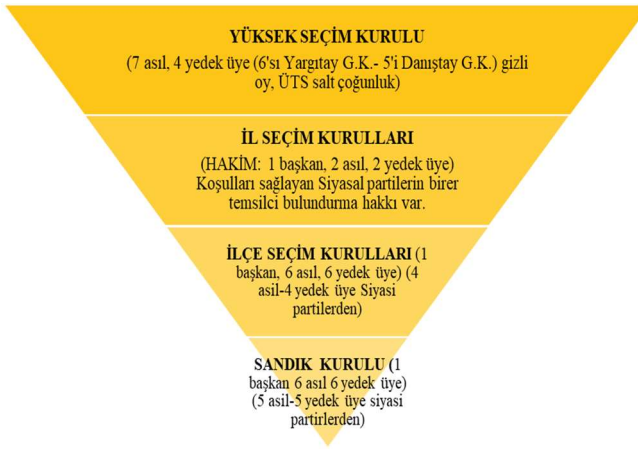 YÜKSEK SEÇİM KURULU
(7 asıl, 4 yedek üye (6'sı Yargıtay G.K.- 5'i Danıştay G.K.) gizli
oy, ÜTS salt çoğunluk)
İL SEÇİM KURULLARI
(HAKİM: 1 başkan, 2 asıl, 2 yedek üye)
Koşulları sağlayan Siyasal partilerin birer
temsilci bulundurma hakkı var.
İLÇE SEÇİM KURULLARI (1
başkan, 6 asıl, 6 yedek üye) (4
asil-4 yedek üye Siyasi
partilerden)
SANDIK KURULU (1
başkan 6 asıl 6 yedek üye)
(5 asil-5 yedek üye siyasi
partirlerden)